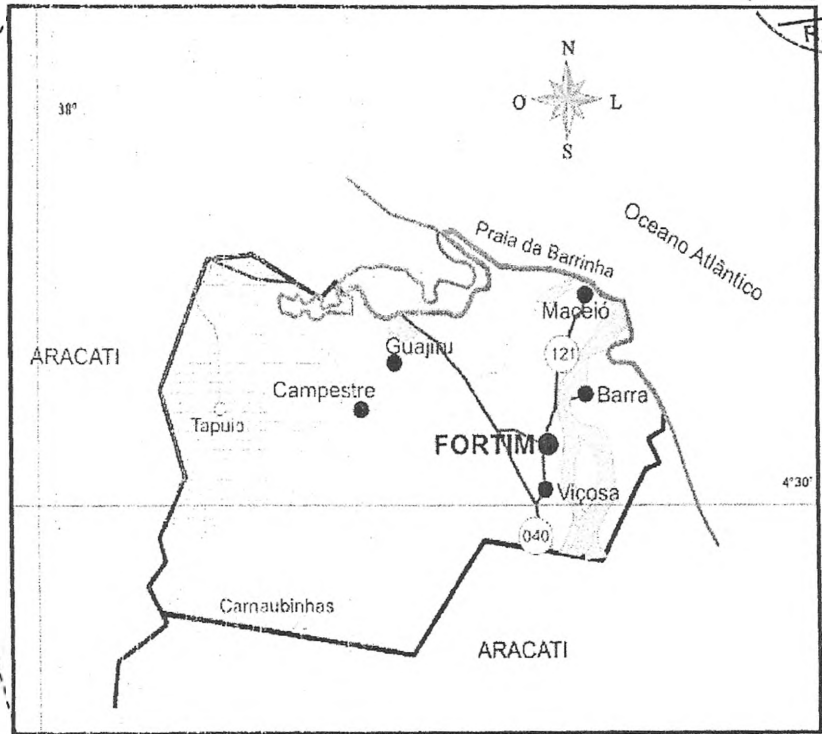 R
N
O L
S
38°
Praia da Barrinha
Oceano Atlântico
Maceió
ARACATI
Guajiru
121
Campestre
Barra
Tapuio
FORTIM
Viçosa
4°30'
040
Carnaubinhas
ARACATI